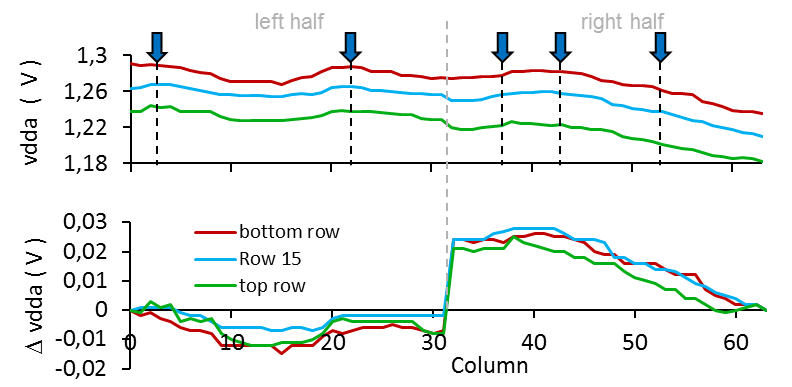 left half
right half
vdda ( V )
1,3
1,26
1,22
1,18
Δ vdda ( V )
0,03
0,02
0,01
0
-0,01
-0,02
bottom row
Row 15
top row
0 10 20 30 40 50 60
Column